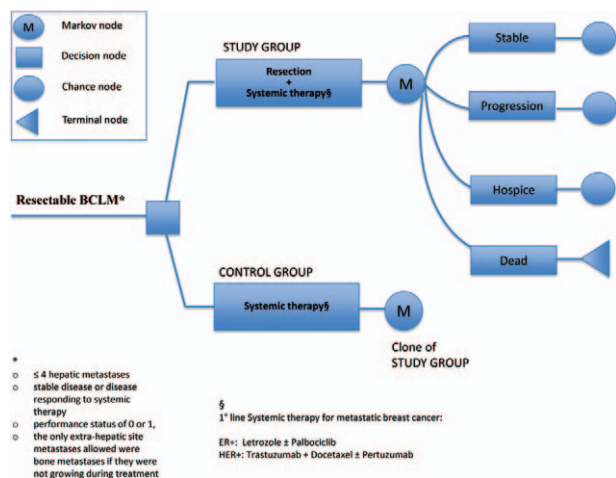 M
Markov node
Decision node
Chance node
Terminal node
STUDY GROUP
Resection
+
Systemic therapy§
M
Stable
Progression
Hospice
Dead
Resectable BCLM*
CONTROL GROUP
Systemic therapy§
M
Clone of
STUDY GROUP
*
o ≤ 4 hepatic metastases
o stable disease or disease
responding to systemic
therapy
o performance status of 0 or 1,
o the only extra-hepatic site
metastases allowed were
bone metastases if they were
not growing during treatment
§
1° line Systemic therapy for metastatic breast cancer:
ER+: Letrozole ± Palbociclib
HER+: Trastuzumab + Docetaxel ± Pertuzumab